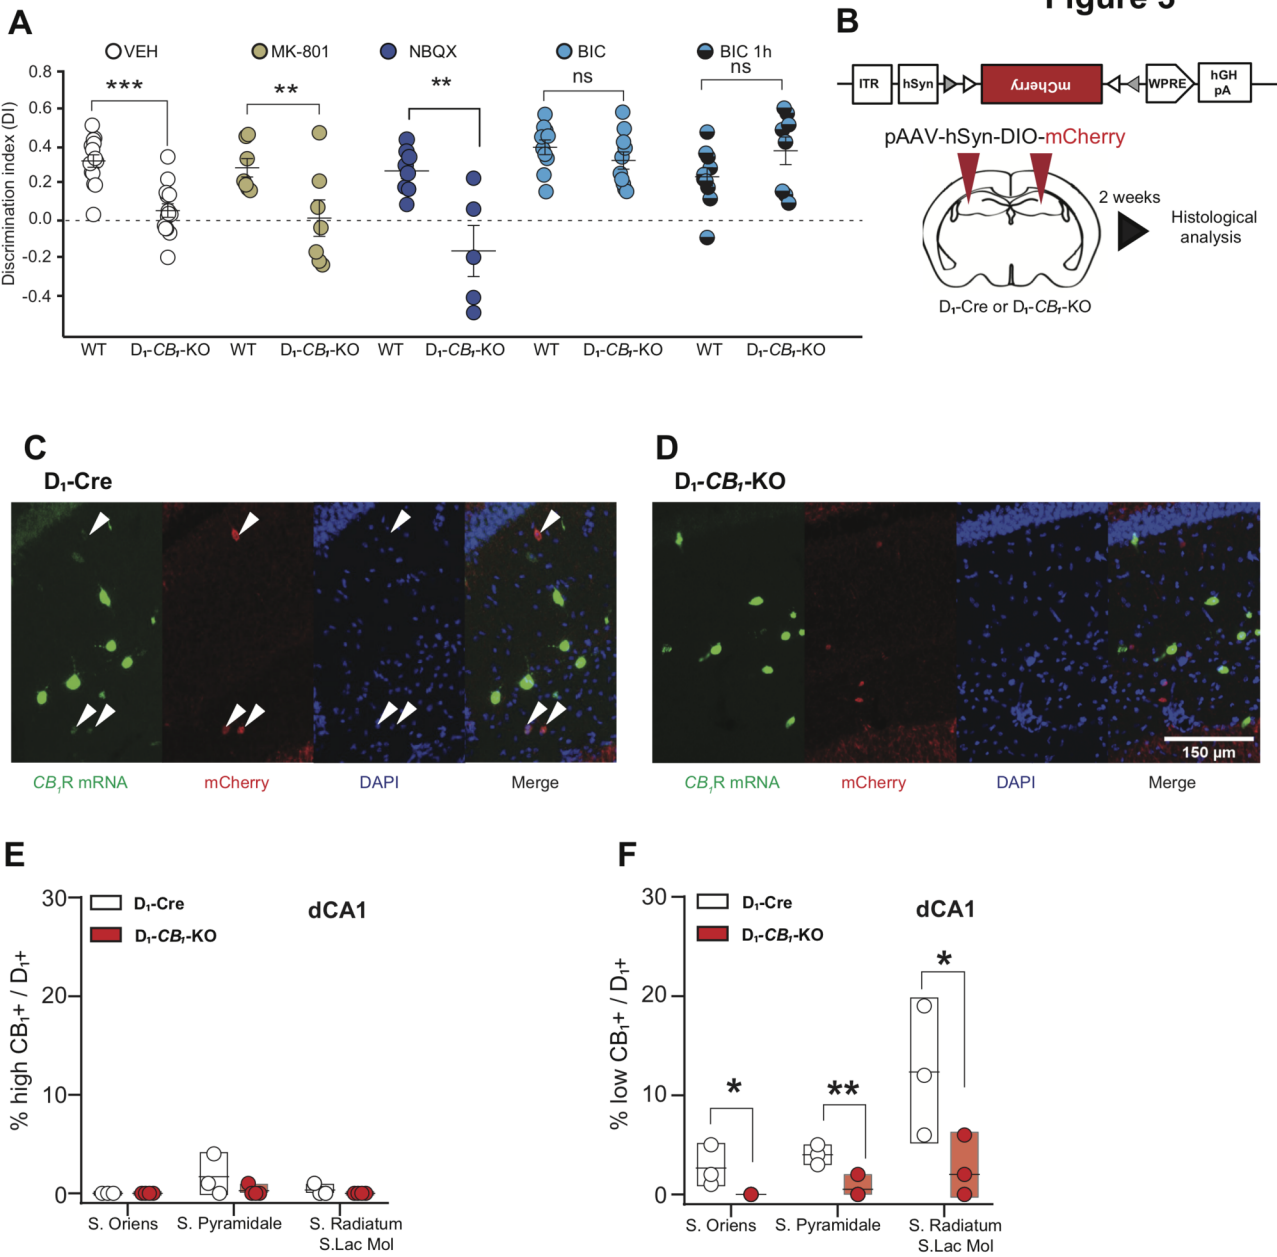 Figure 5
A
VEH
MK-801
NBQX
BIC
BIC 1h
***
**
**
ns
ns
Discrimination index (DI)
0.8
0.6
0.4
0.2
0.0
-0.2
-0.4
WT
D₁-CB₁-KO
WT
D₁-CB₁-KO
WT
D₁-CB₁-KO
WT
D₁-CB₁-KO
WT
D₁-CB₁-KO
B
ITR
hSyn
mCherry
WPRE
hGH
pA
pAAV-hSyn-DIO-mCherry
2 weeks
Histological
analysis
D₁-Cre or D₁-CB₁-KO
C
D₁-Cre
CB₁R mRNA
mCherry
DAPI
Merge
D
D₁-CB₁-KO
150 µm
CB₁R mRNA
mCherry
DAPI
Merge
E
D₁-Cre
D₁-CB₁-KO
dCA1
% high CB₁+ / D₁+
30
20
10
0
S. Oriens
S. Pyramidale
S. Radiatum
S.Lac Mol
F
D₁-Cre
D₁-CB₁-KO
dCA1
% low CB₁+ / D₁+
30
20
10
0
*
**
*
S. Oriens
S. Pyramidale
S. Radiatum
S.Lac Mol